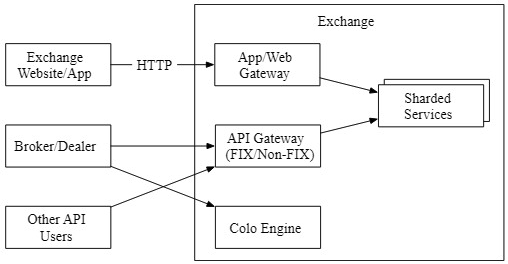 Exchange
Exchange
Website/App
HTTP
App/Web
Gateway
Sharded
Services
Broker/Dealer
API Gateway
(FIX/Non-FIX)
Other API
Users
Colo Engine